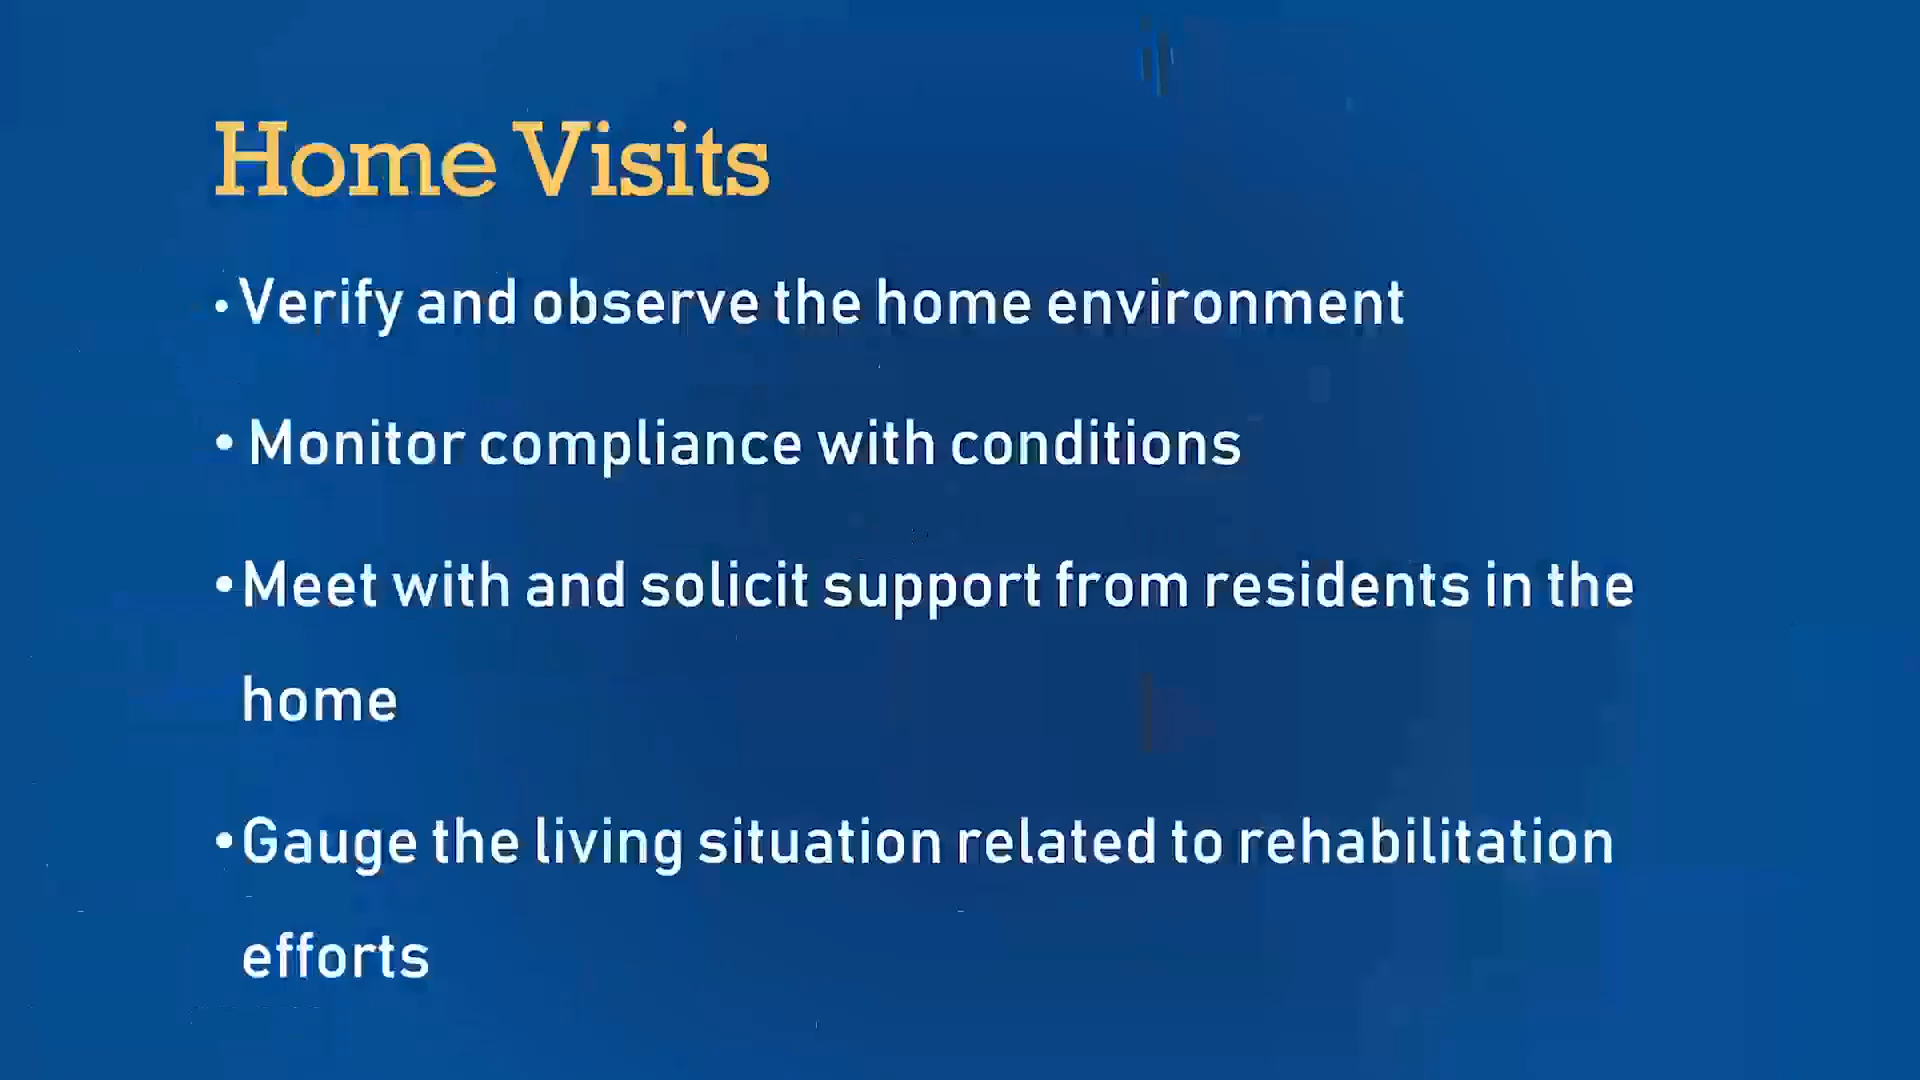 Home Visits
• Verify and observe the home environment
• Monitor compliance with conditions
• Meet with and solicit support from residents in the
home
• Gauge the living situation related to rehabilitation
efforts